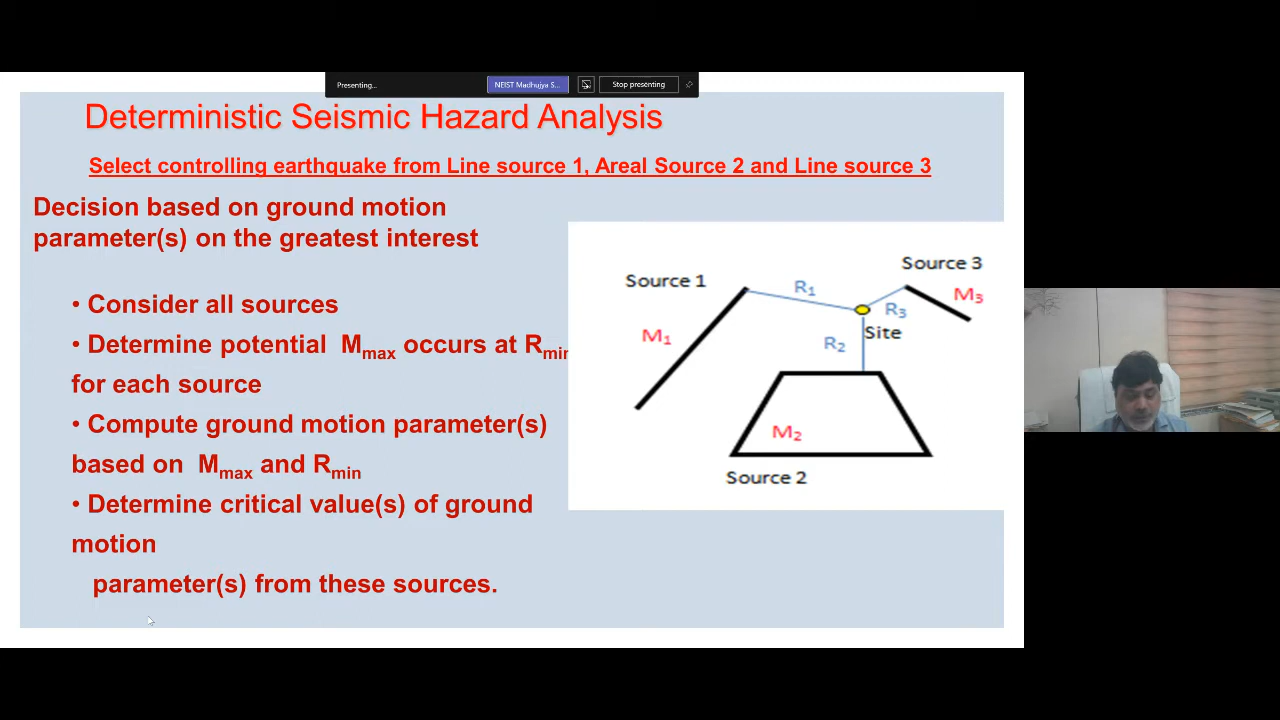 Presenting...
NEIST Madhujya S...
Stop presenting
Deterministic Seismic Hazard Analysis
Select controlling earthquake from Line source 1, Areal Source 2 and Line source 3
Decision based on ground motion
parameter(s) on the greatest interest
• Consider all sources
• Determine potential Mmax occurs at Rmin
for each source
• Compute ground motion parameter(s)
based on Mmax and Rmin
• Determine critical value(s) of ground
motion
parameter(s) from these sources.
Source 1
Source 3
R1
M3
R3
M1
Site
R2
M2
Source 2